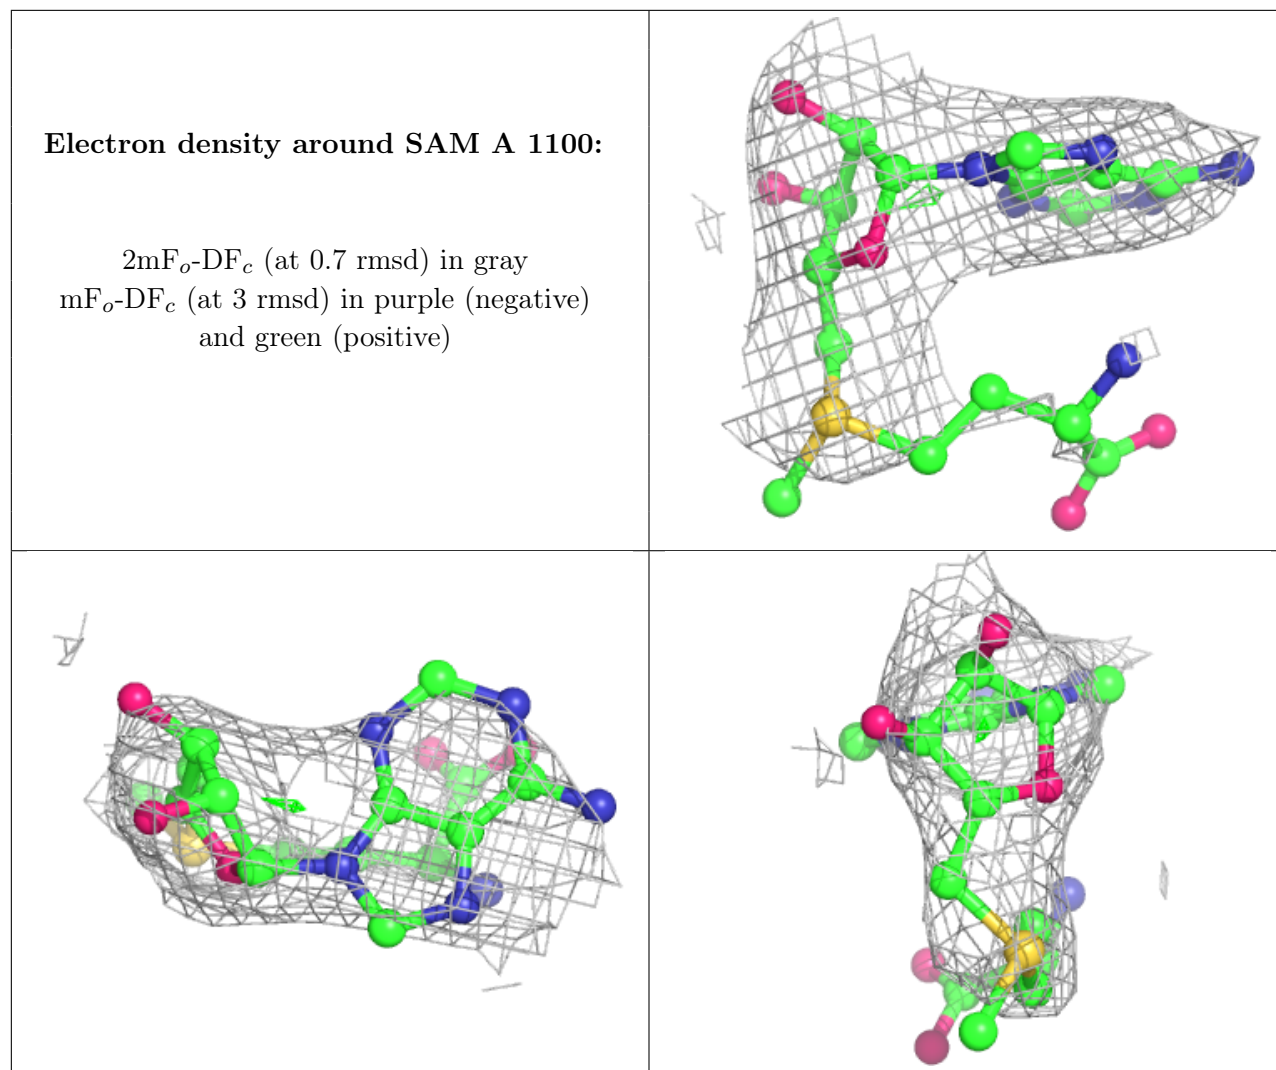 Electron density around SAM A 1100:
2mFo-DFc (at 0.7 rmsd) in gray
mFo-DFc (at 3 rmsd) in purple (negative)
and green (positive)